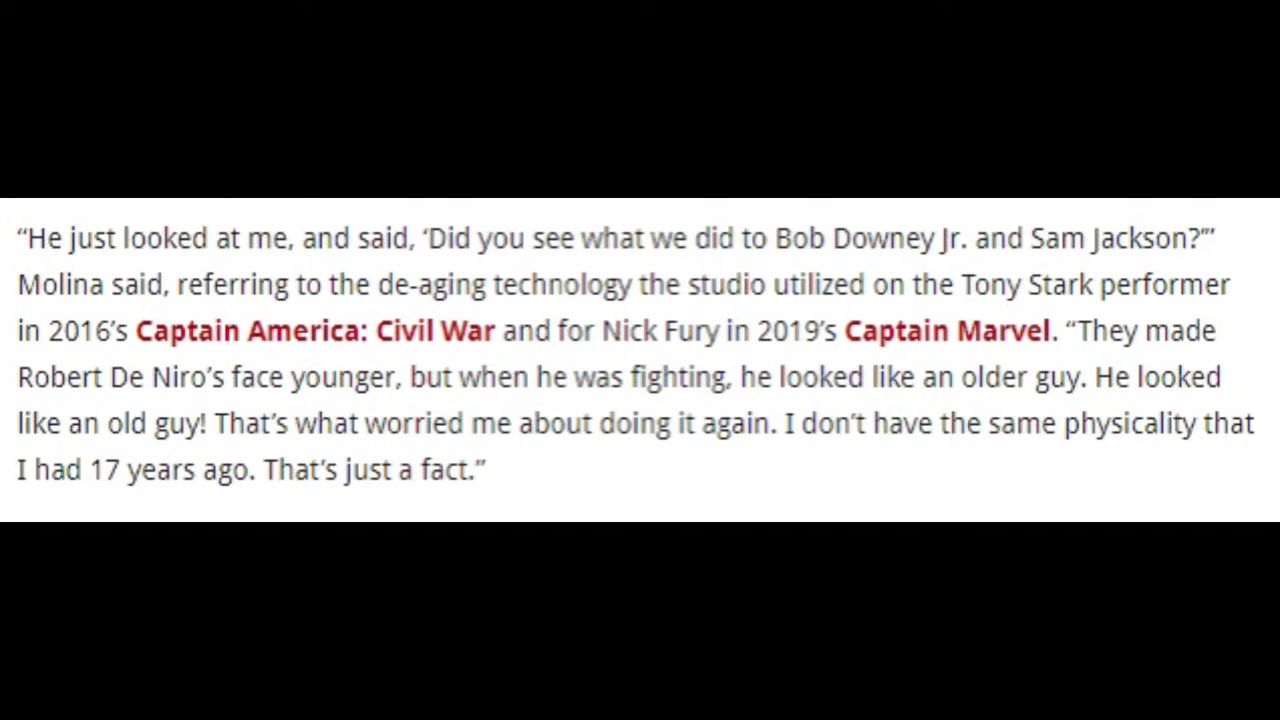 “He just looked at me, and said, ‘Did you see what we did to Bob Downey Jr. and Sam Jackson?’”
Molina said, referring to the de-aging technology the studio utilized on the Tony Stark performer
in 2016’s Captain America: Civil War and for Nick Fury in 2019’s Captain Marvel. “They made
Robert De Niro’s face younger, but when he was fighting, he looked like an older guy. He looked
like an old guy! That’s what worried me about doing it again. I don’t have the same physicality that
I had 17 years ago. That’s just a fact.”